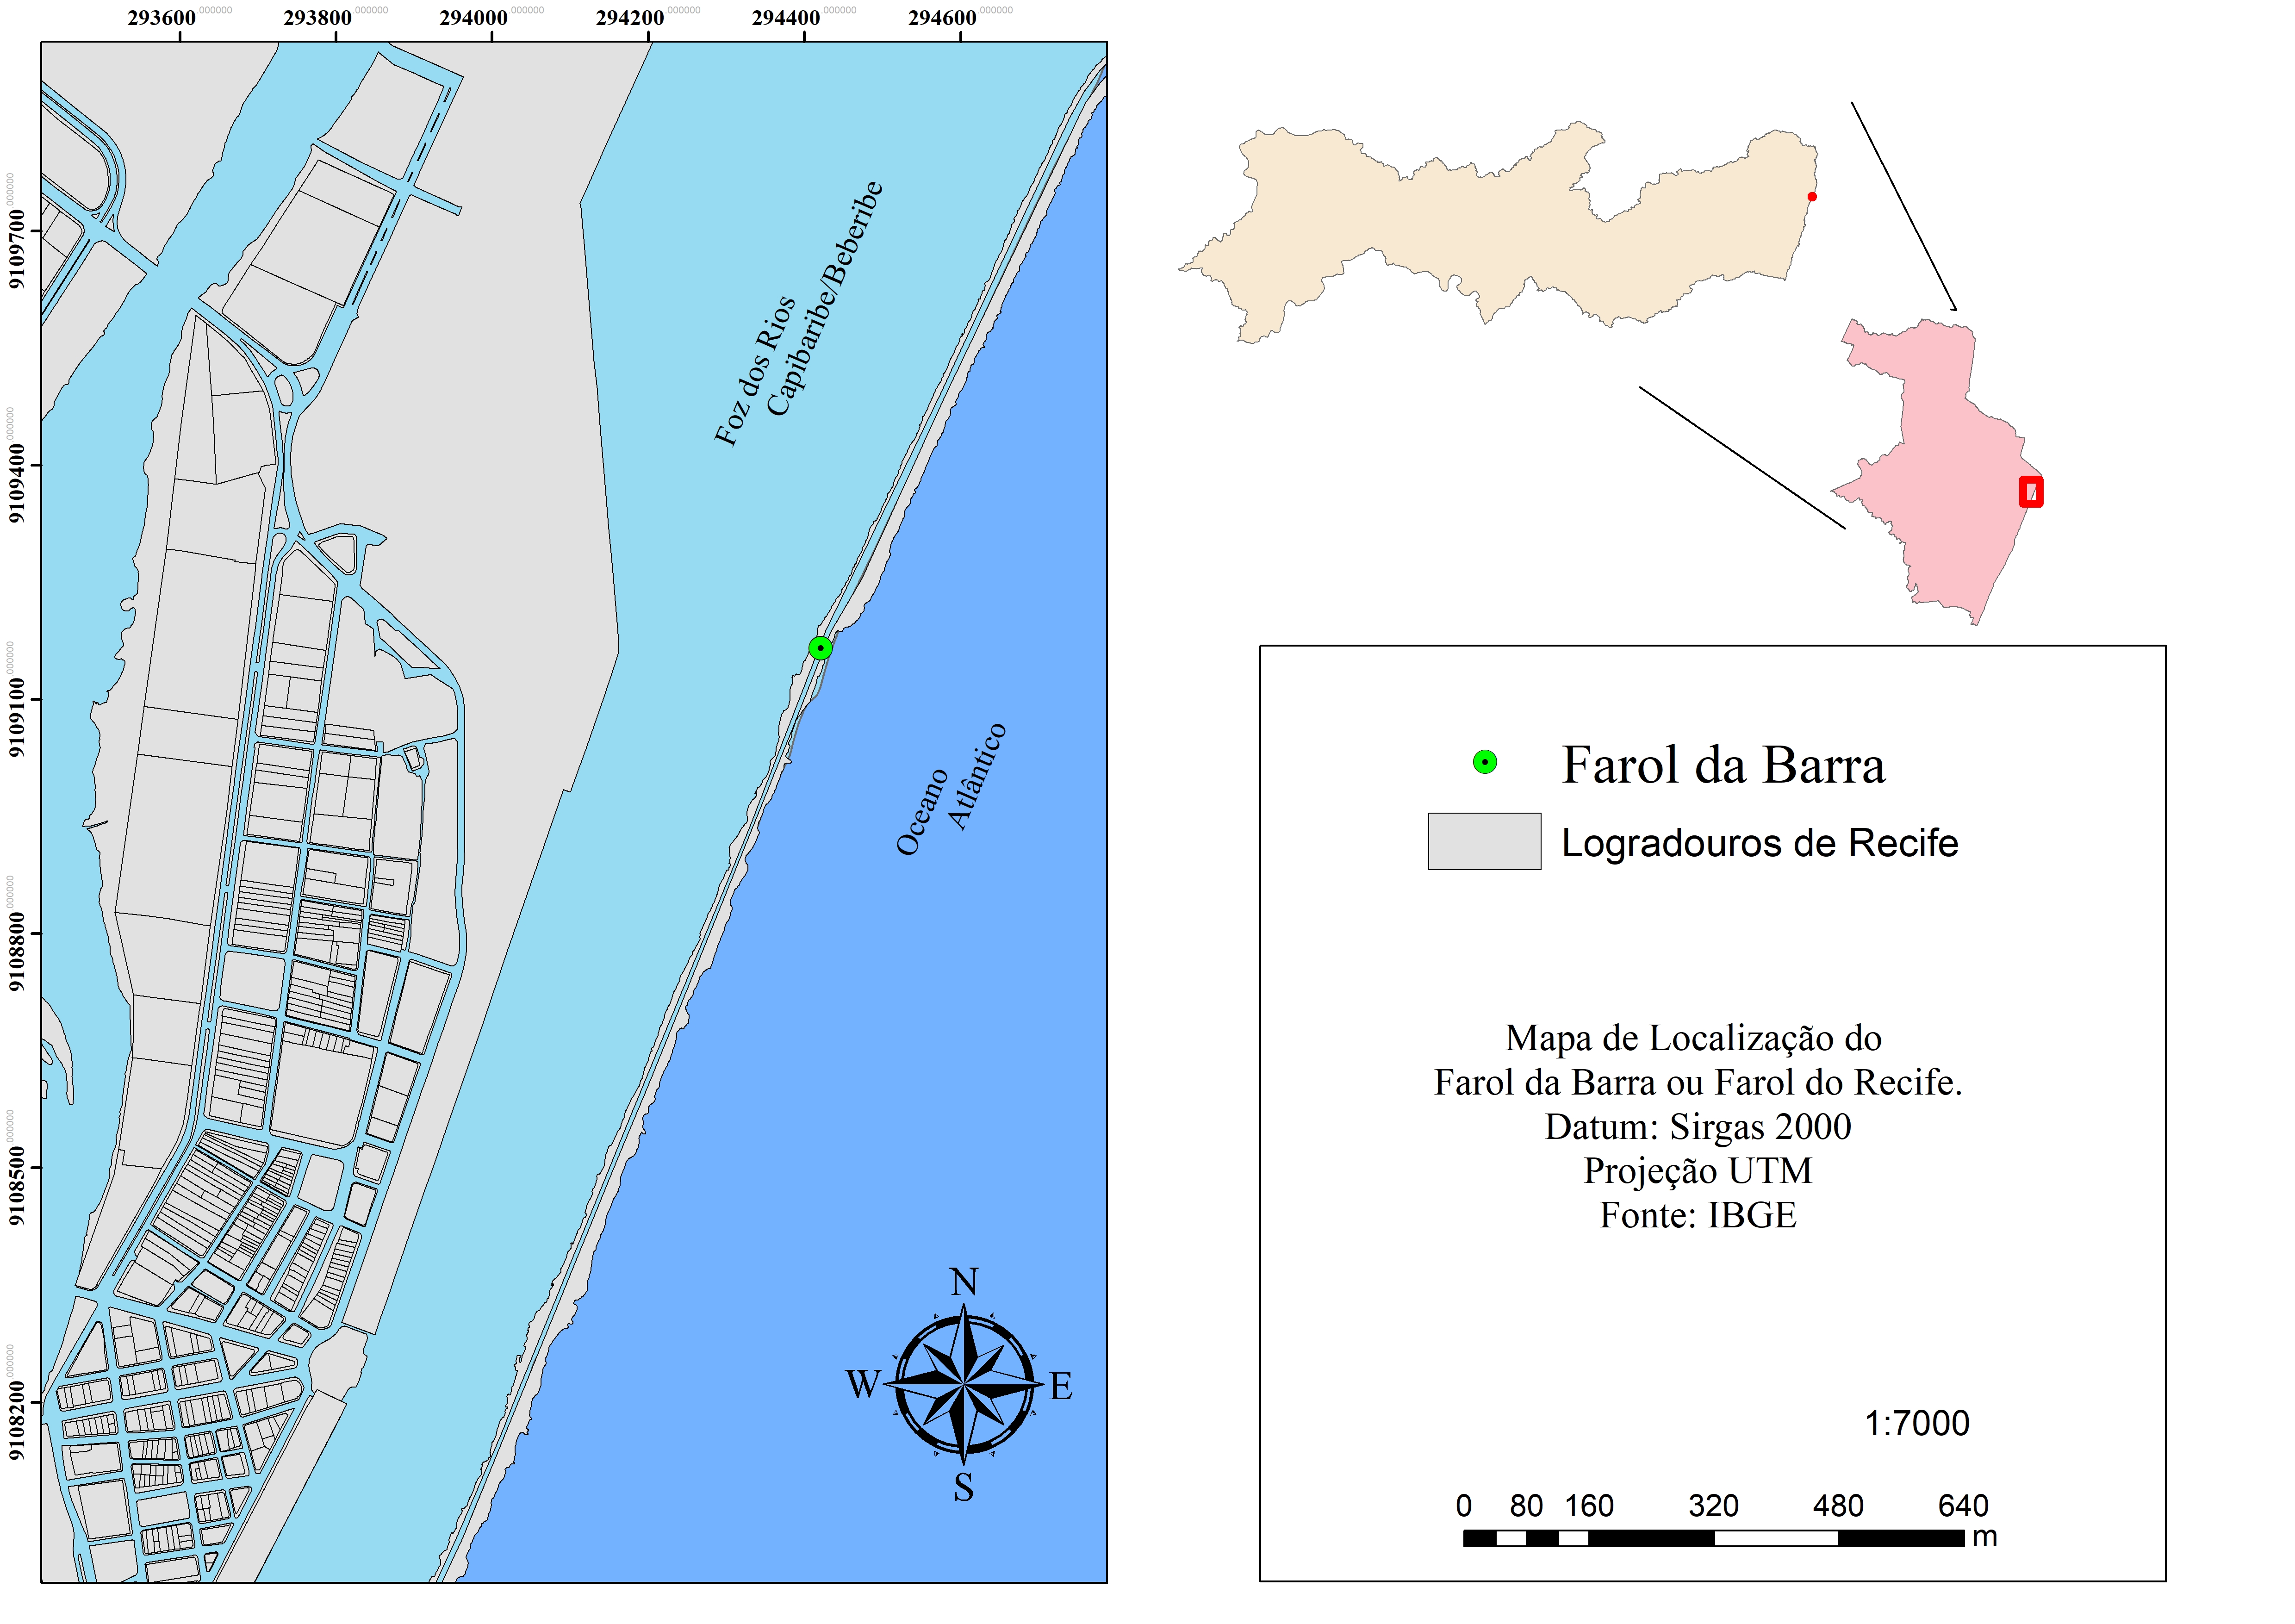 293600.000000 293800.000000 294000.000000 294200.000000 294400.000000 294600.000000
9109700.000000
9109400.000000
9109100.000000
9108800.000000
9108500.000000
9108200.000000
Foz dos Rios
Capibaribe/Beberibe
Oceano
Atlântico
N
W E
S
Farol da Barra
Logradouros de Recife
Mapa de Localização do
Farol da Barra ou Farol do Recife.
Datum: Sirgas 2000
Projeção UTM
Fonte: IBGE
1:7000
0 80 160 320 480 640
m